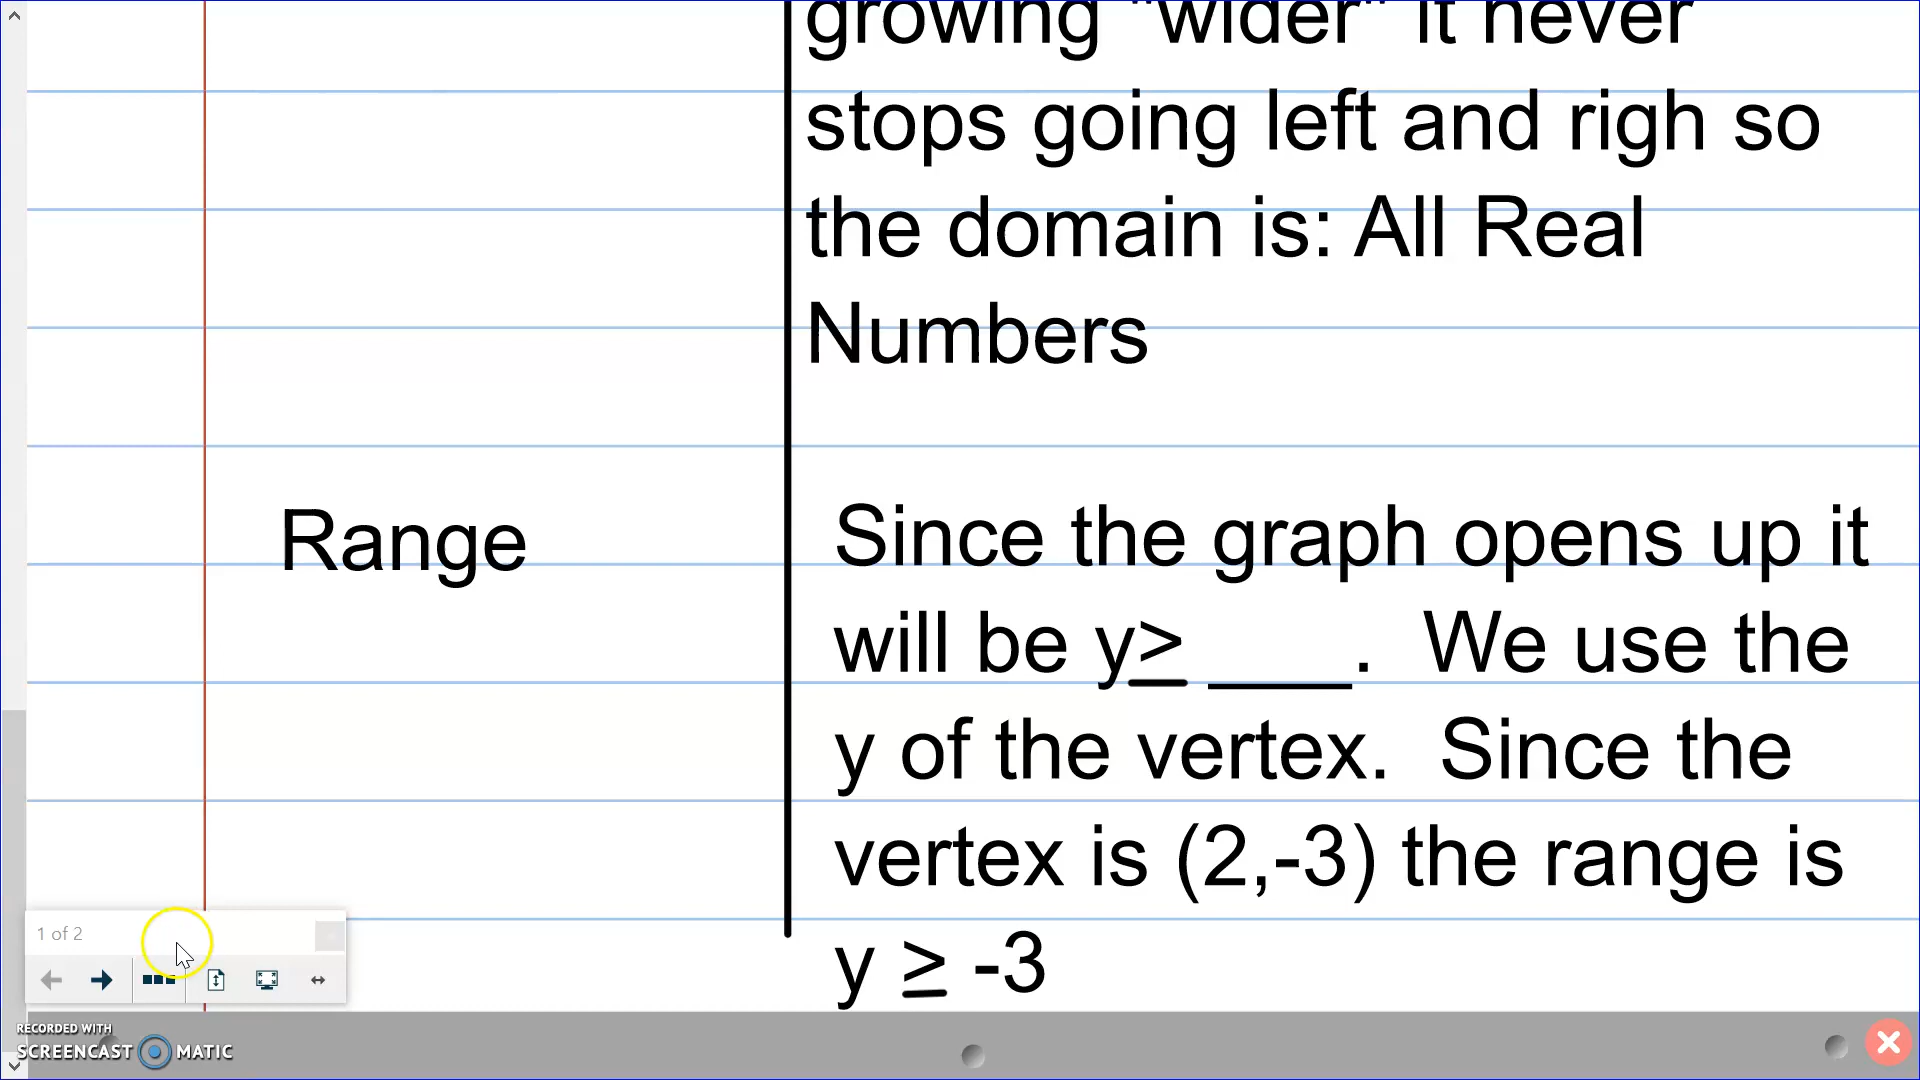 growing "wider" it never
stops going left and righ so
the domain is: All Real
Numbers
Range
Since the graph opens up it
will be y≥ ____.  We use the
y of the vertex.  Since the
vertex is (2,-3) the range is
y ≥ -3
1 of 2
RECORDED WITH
SCREENCAST MATIC